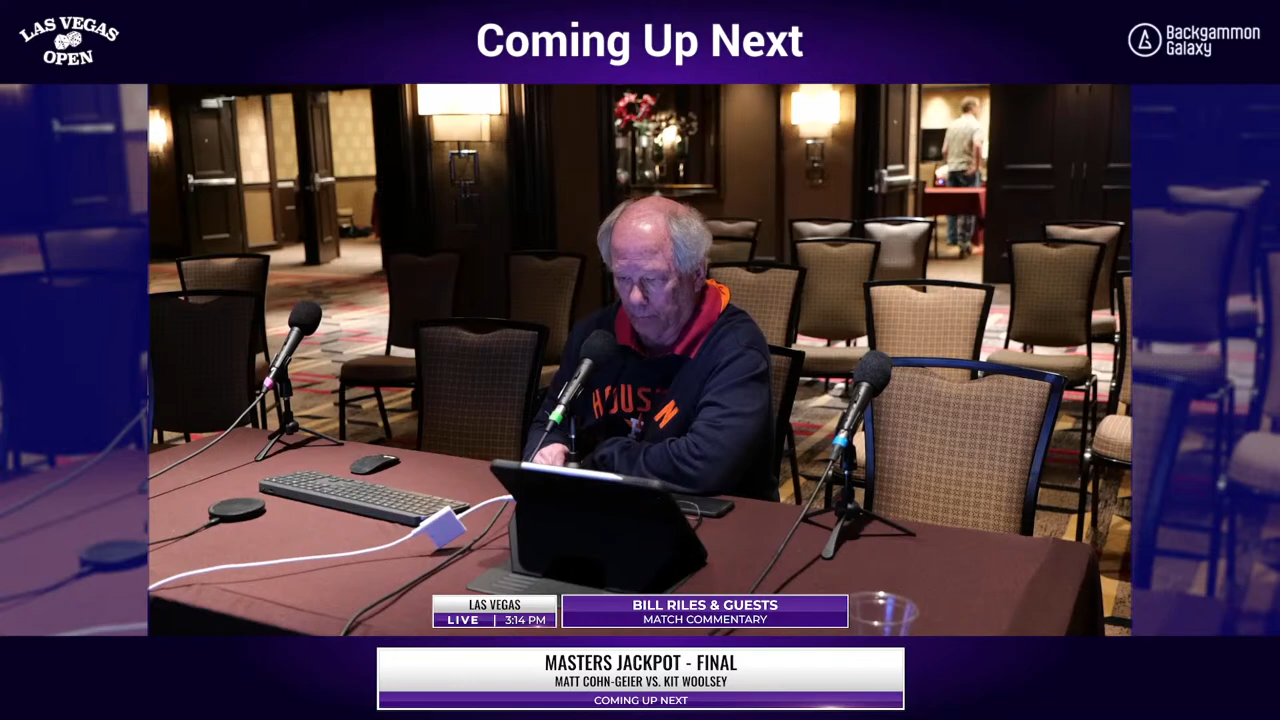 LAS VEGAS
OPEN
Coming Up Next
Backgammon
Galaxy
HOUSTON
LAS VEGAS
LIVE | 3:14 PM
BILL RILES & GUESTS
MATCH COMMENTARY
MASTERS JACKPOT - FINAL
MATT COHN-GEIER VS. KIT WOOLSEY
COMING UP NEXT